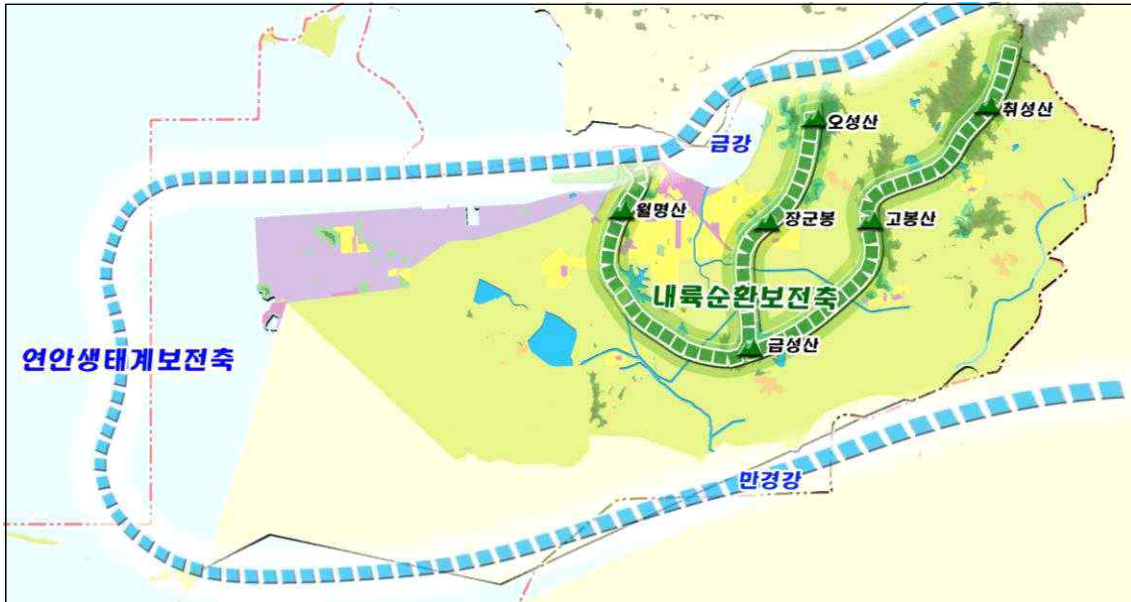 취성산
오성산
금강
월명산
장군봉
고봉산
내륙순환보전축
금성산
연안생태계보전축
만경강